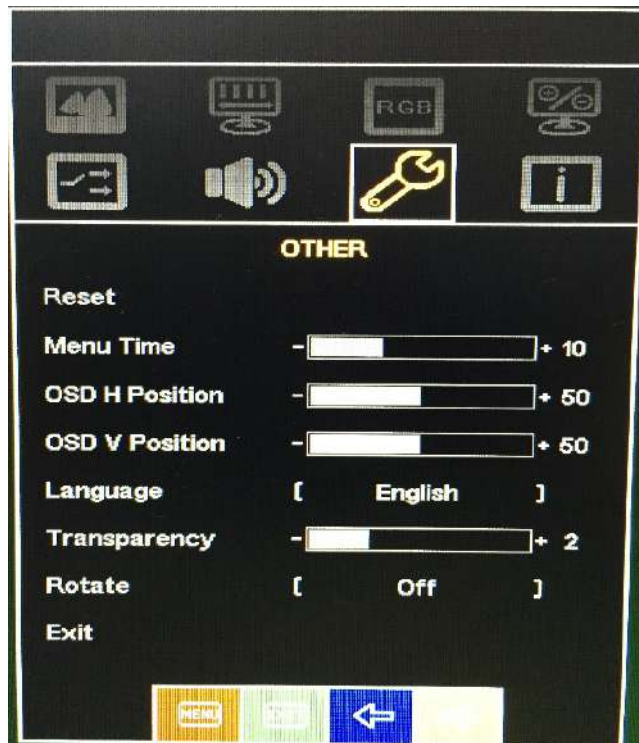 RGB
OTHER
Reset
Menu Time - + 10
OSD H Position - + 50
OSD V Position - + 50
Language [ English ]
Transparency - + 2
Rotate [ Off ]
Exit
MENU